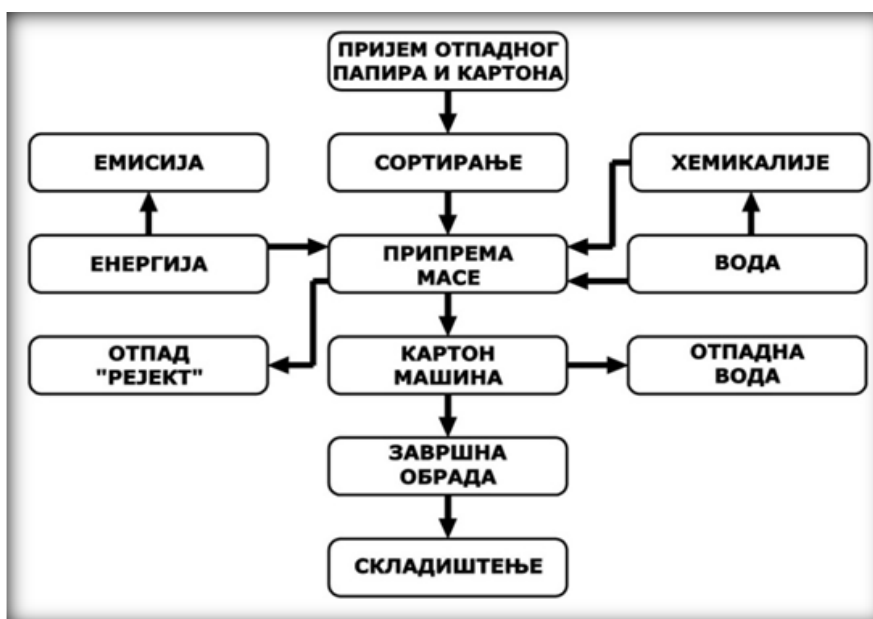 ПРИЈЕМ ОТПАДНОГ
ПАПИРА И КАРТОНА
ЕМИСИЈА
СОРТИРАЊЕ
ХЕМИКАЛИЈЕ
ЕНЕРГИЈА
ПРИПРЕМА
МАСЕ
ВОДА
ОТПАД
"РЕЈЕКТ"
КАРТОН
МАШИНА
ОТПАДНА
ВОДА
ЗАВРШНА
ОБРАДА
СКЛАДИШТЕЊЕ